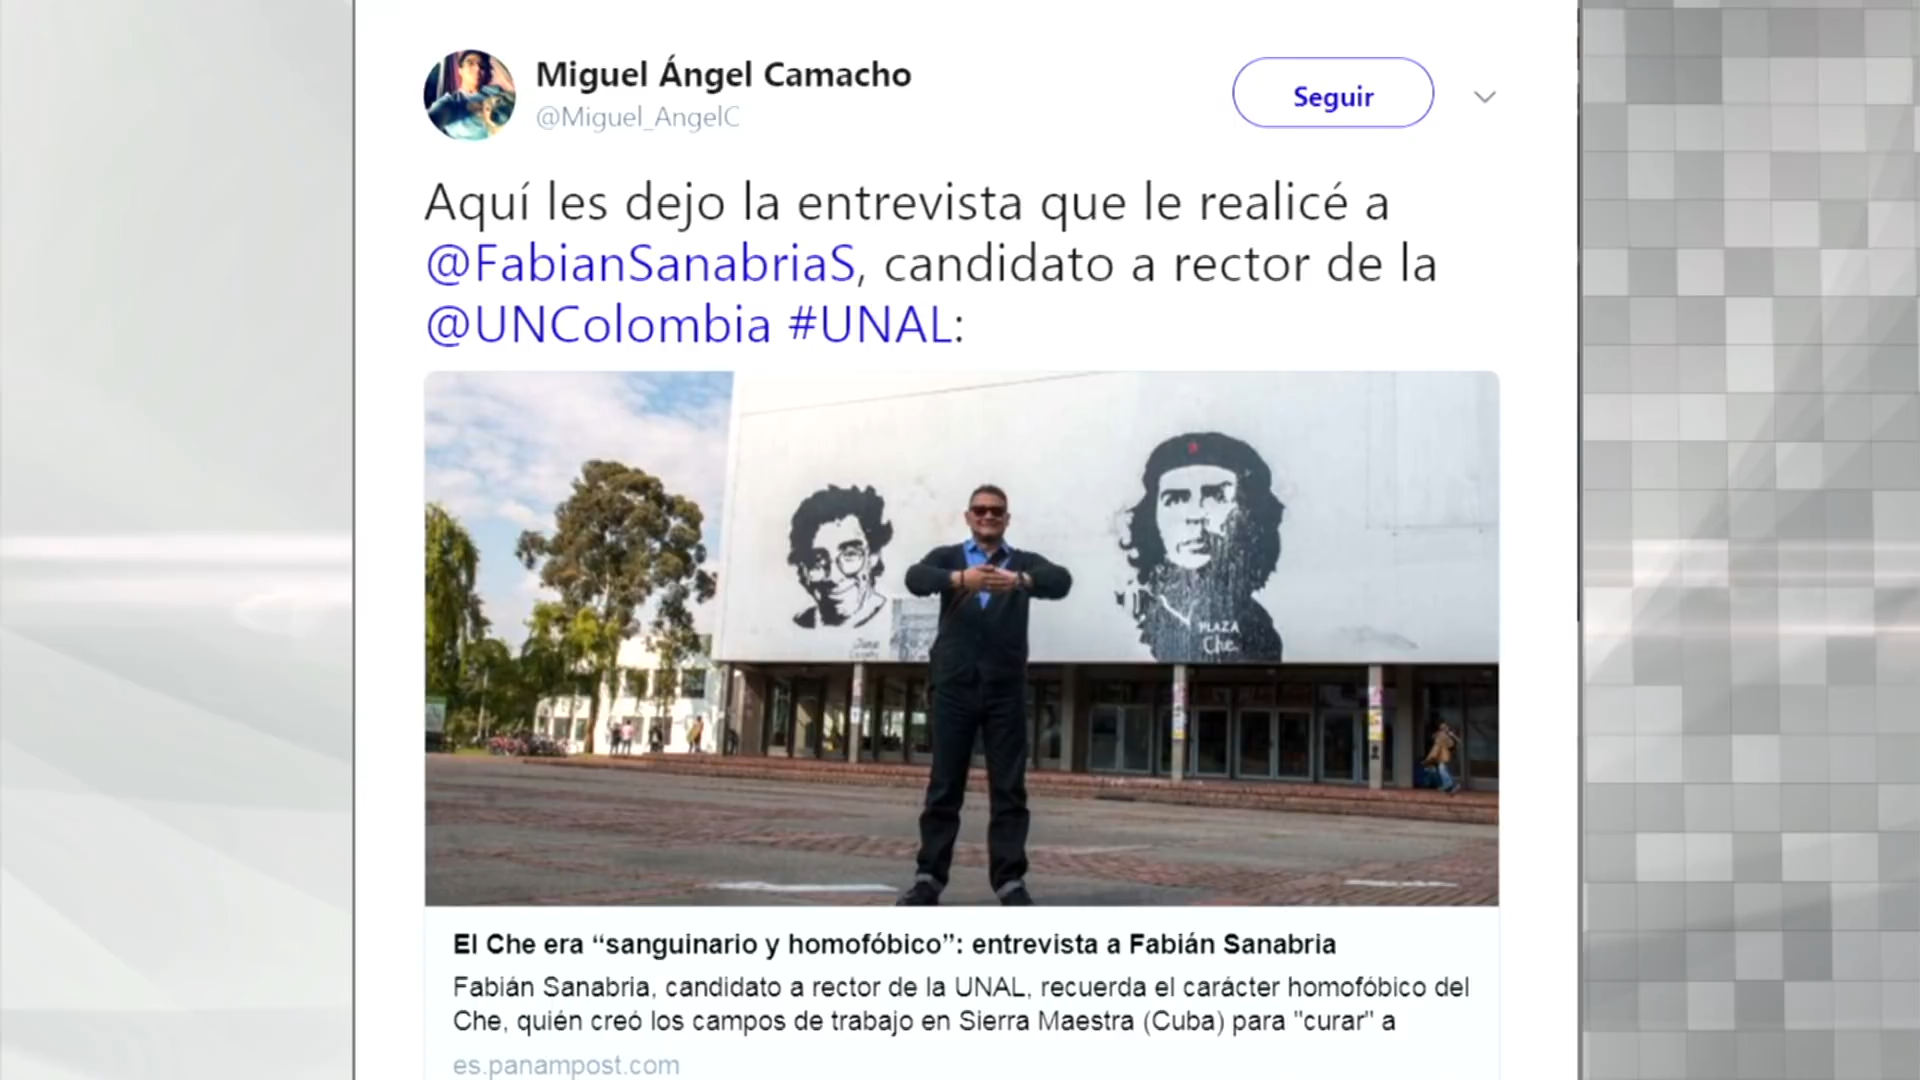 Miguel Ángel Camacho
@Miguel_AngelC
Seguir
Aquí les dejo la entrevista que le realicé a
@FabianSanabriaS, candidato a rector de la
@UNColombia #UNAL:
PLAZA
Che.
El Che era “sanguinario y homofóbico”: entrevista a Fabián Sanabria
Fabián Sanabria, candidato a rector de la UNAL, recuerda el carácter homofóbico del
Che, quién creó los campos de trabajo en Sierra Maestra (Cuba) para "curar" a
es.panampost.com